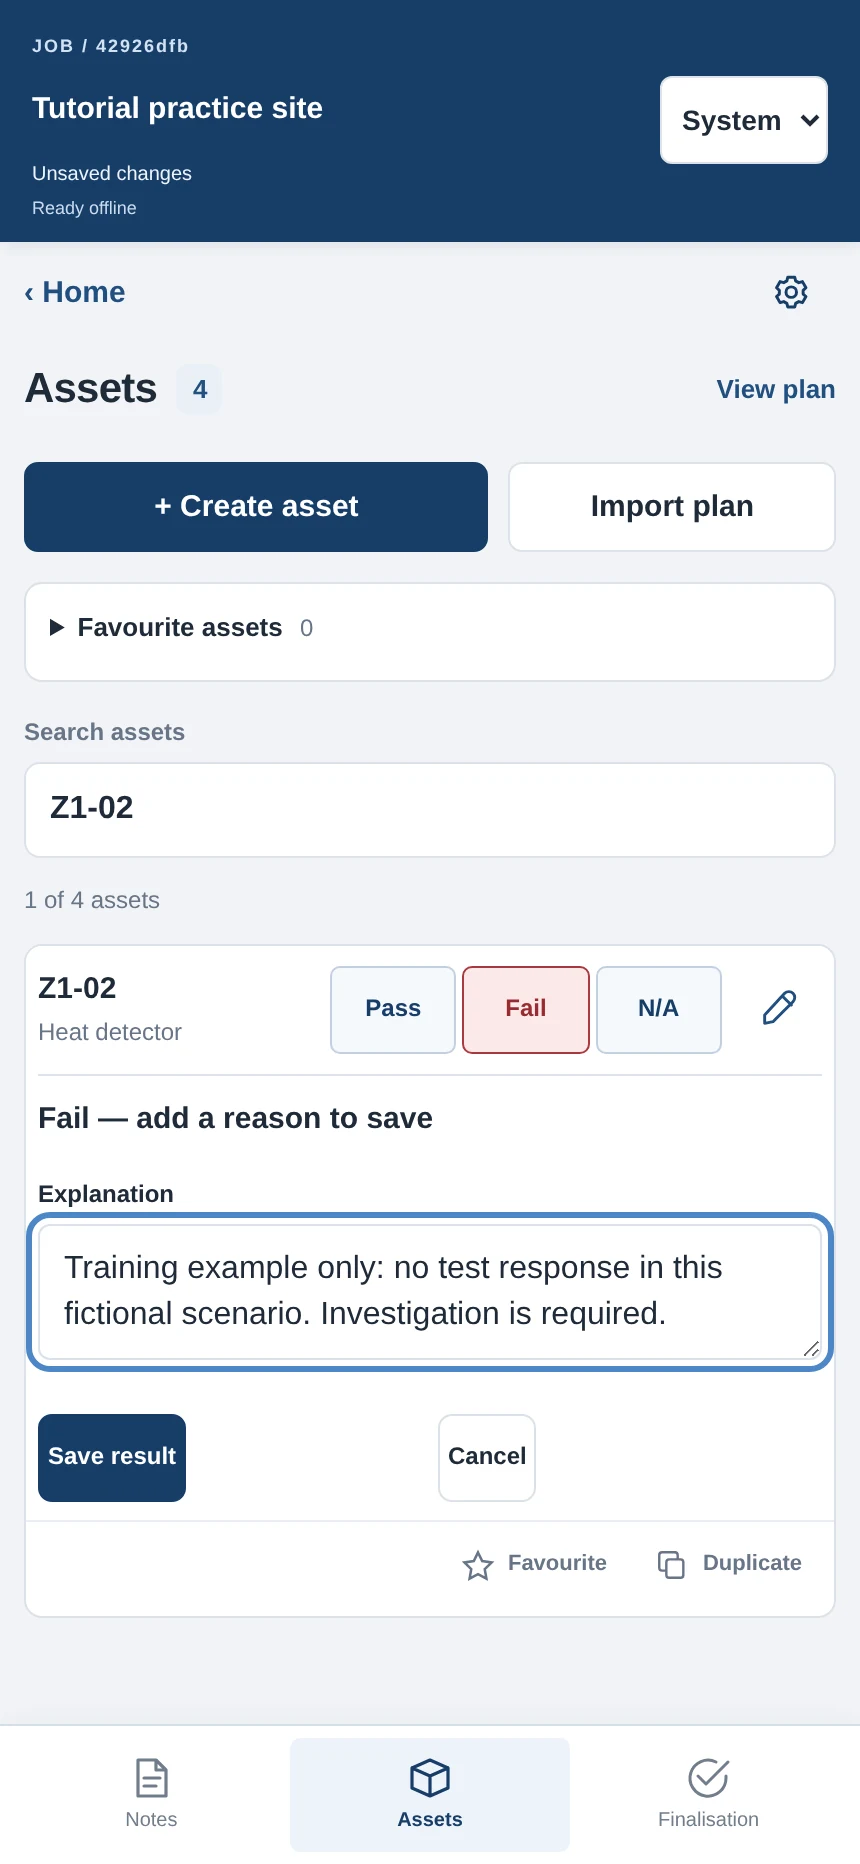 JOB / 42926dfb
Tutorial practice site
System
Unsaved changes
Ready offline
‹ Home
Assets 4
View plan
+ Create asset
Import plan
Favourite assets 0
Search assets
Z1-02
1 of 4 assets
Z1-02
Heat detector
Pass
Fail
N/A
Fail — add a reason to save
Explanation
Training example only: no test response in this
fictional scenario. Investigation is required.
Save result
Cancel
Favourite
Duplicate
Notes
Assets
Finalisation